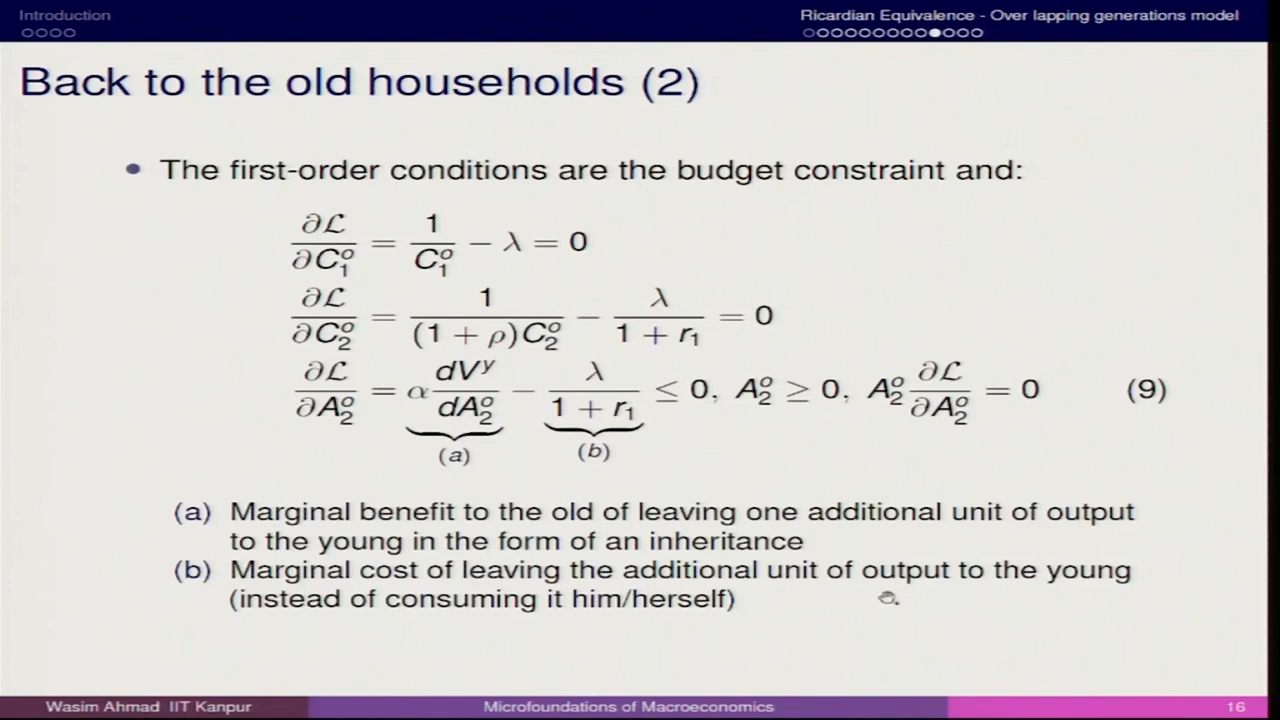 Introduction
Ricardian Equivalence - Over lapping generations model
Back to the old households (2)
• The first-order conditions are the budget constraint and:
∂ℒ/∂C₁ᵒ = 1/C₁ᵒ − λ = 0
∂ℒ/∂C₂ᵒ = 1/((1 + ρ)C₂ᵒ) − λ/(1 + r₁) = 0
∂ℒ/∂A₂ᵒ = α dVʸ/dA₂ᵒ − λ/(1 + r₁) ≤ 0, A₂ᵒ ≥ 0, A₂ᵒ ∂ℒ/∂A₂ᵒ = 0 (9)
(a) (b)
(a) Marginal benefit to the old of leaving one additional unit of output
to the young in the form of an inheritance
(b) Marginal cost of leaving the additional unit of output to the young
(instead of consuming it him/herself)
Wasim Ahmad IIT Kanpur
Microfoundations of Macroeconomics
16